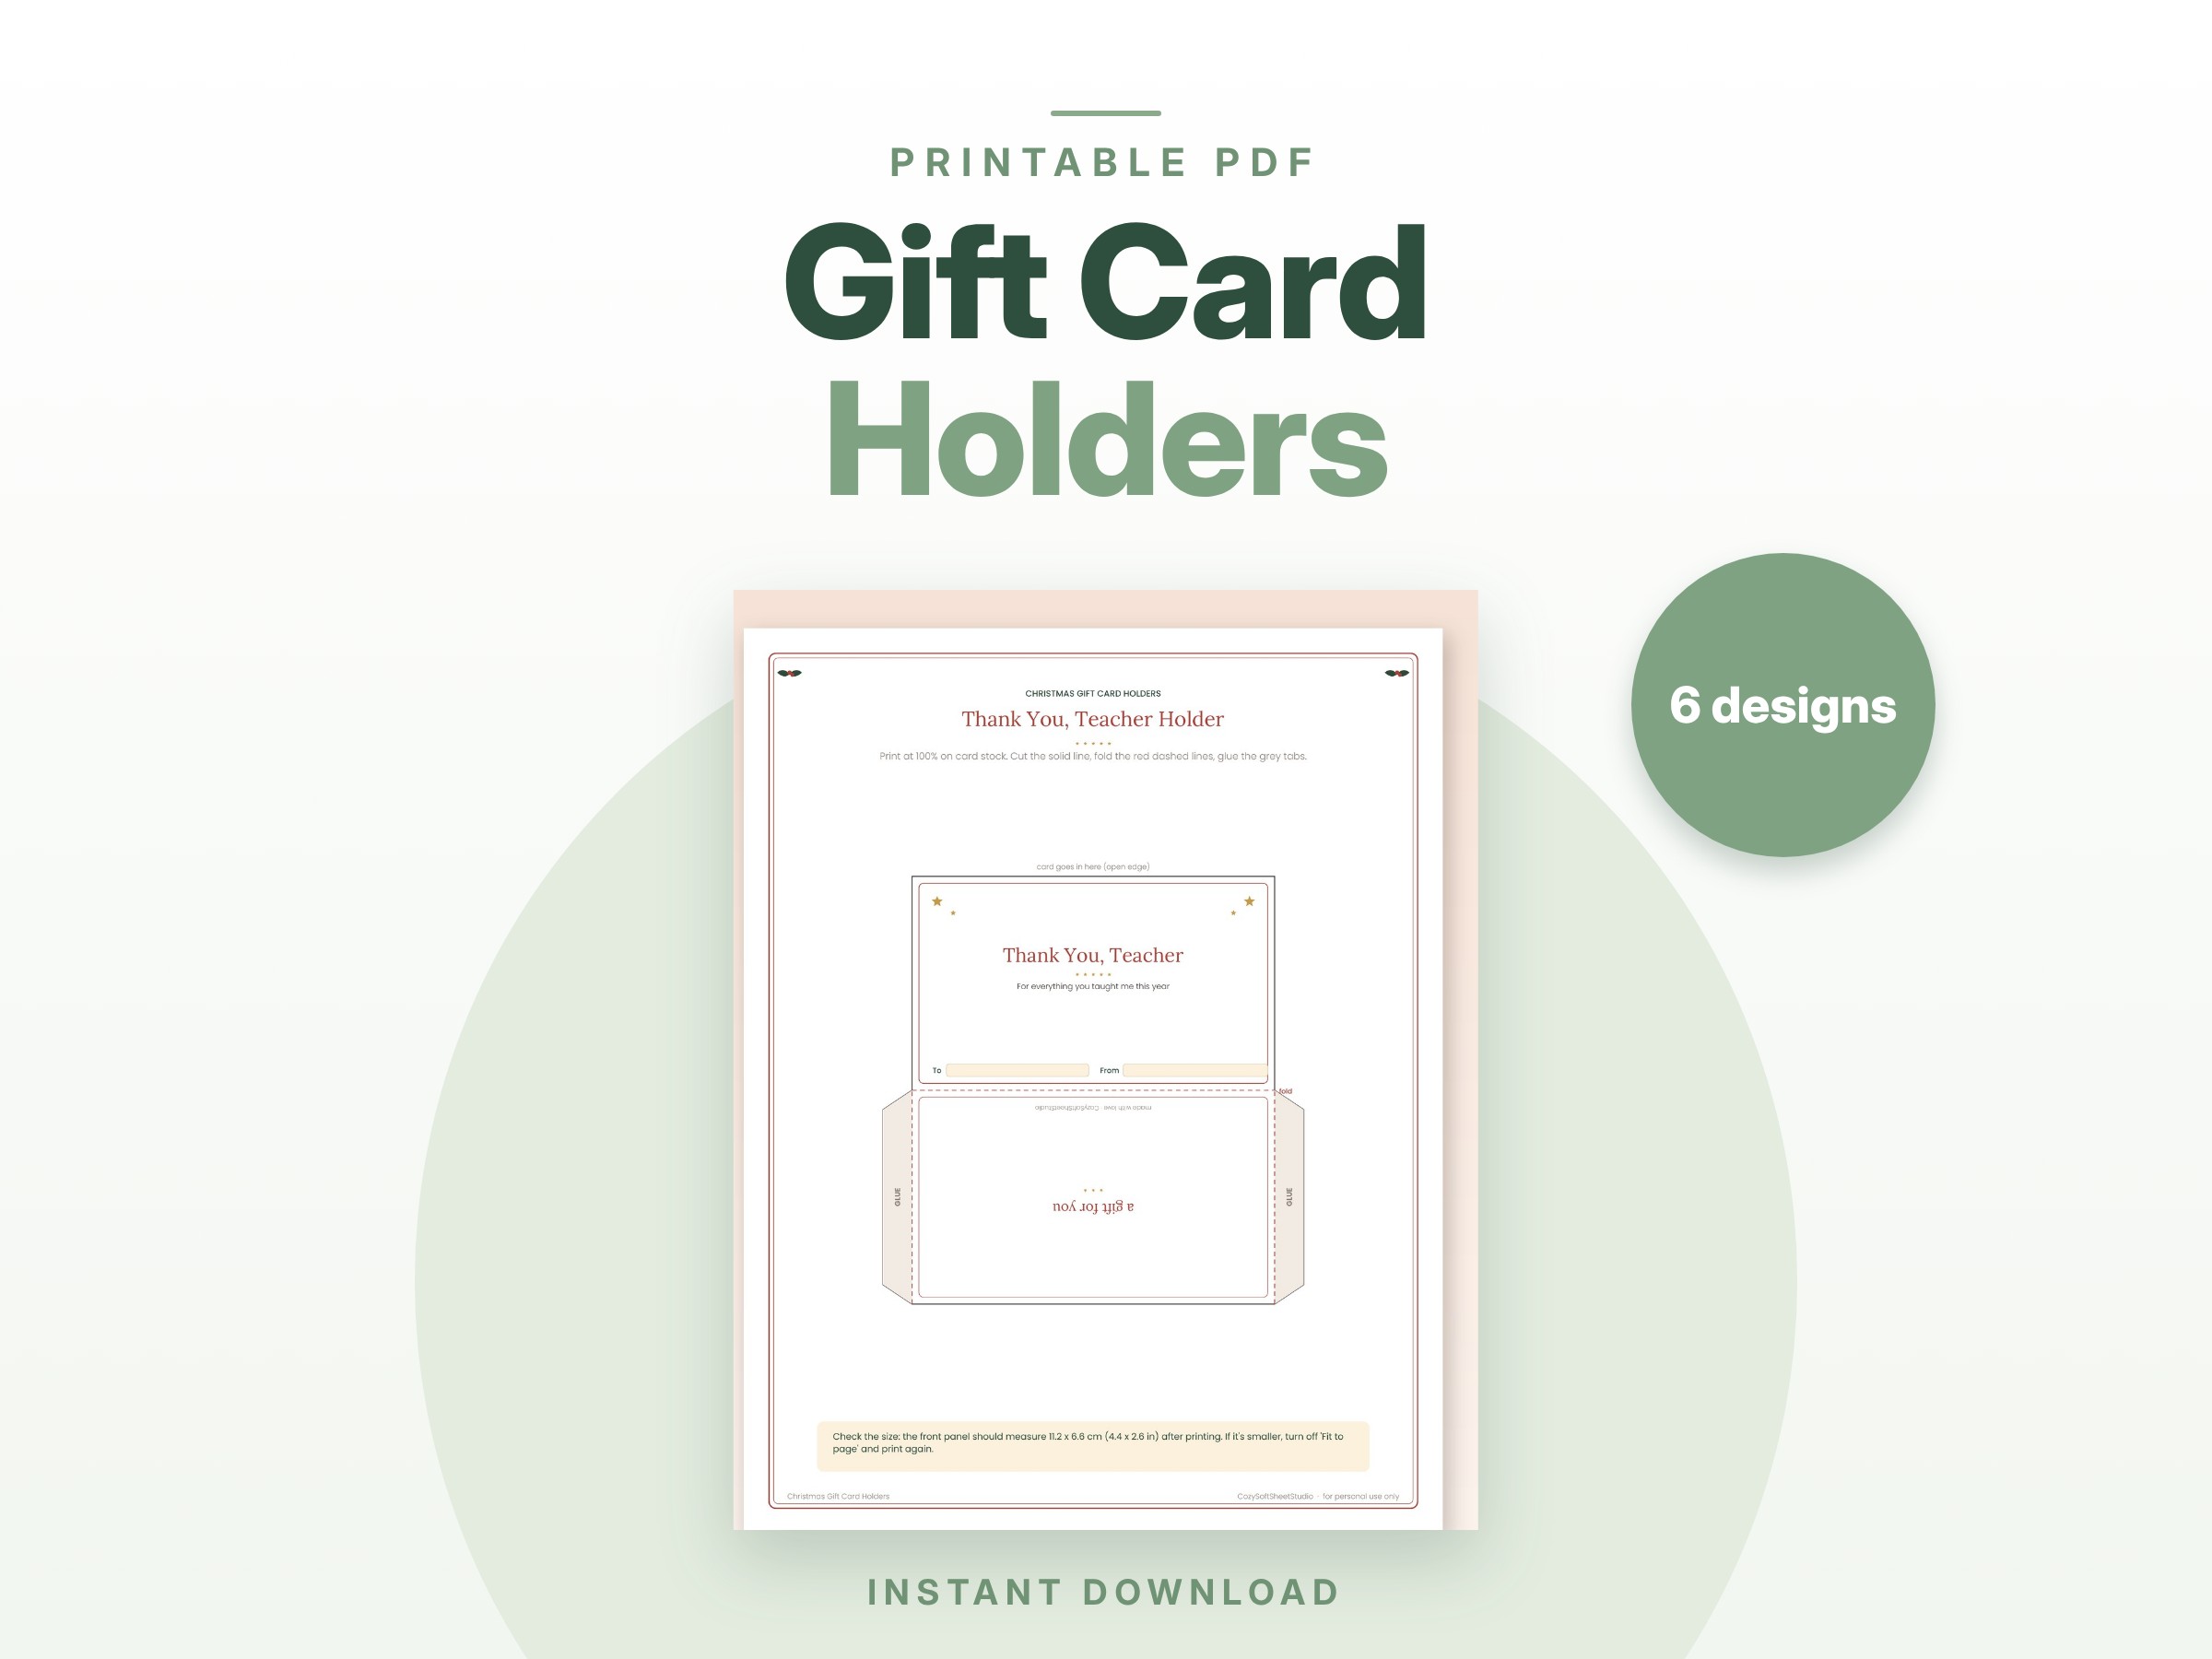 PRINTABLE PDF
Gift Card
Holders
6 designs
CHRISTMAS GIFT CARD HOLDERS
Thank You, Teacher Holder
Print at 100% on card stock. Cut the solid line, fold the red dashed lines, glue the grey tabs.
card goes in here (open edge)
Thank You, Teacher
For everything you taught me this year
To From
fold
made with love · CozySoftSheetStudio
GLUE
a gift for you
GLUE
Check the size: the front panel should measure 11.2 x 6.6 cm (4.4 x 2.6 in) after printing. If it's smaller, turn off 'Fit to
page' and print again.
Christmas Gift Card Holders
CozySoftSheetStudio · for personal use only
INSTANT DOWNLOAD